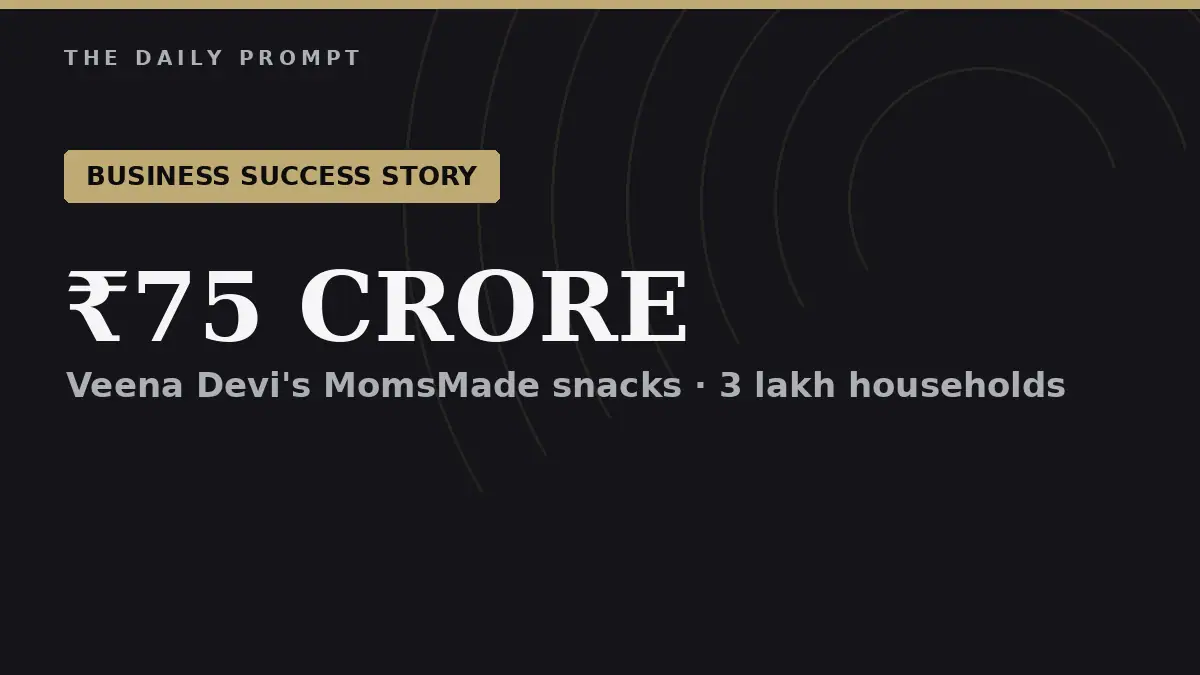 THE DAILY PROMPT
BUSINESS SUCCESS STORY
₹75 CRORE
Veena Devi's MomsMade snacks · 3 lakh households